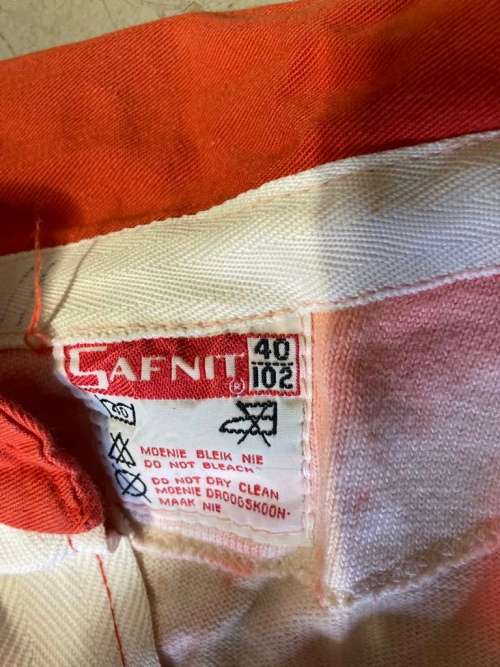 SAFNIT ®
40
102
40
MOENIE BLEIK NIE
DO NOT BLEACH
DO NOT DRY CLEAN
MOENIE DROOGSKOON-
MAAK NIE